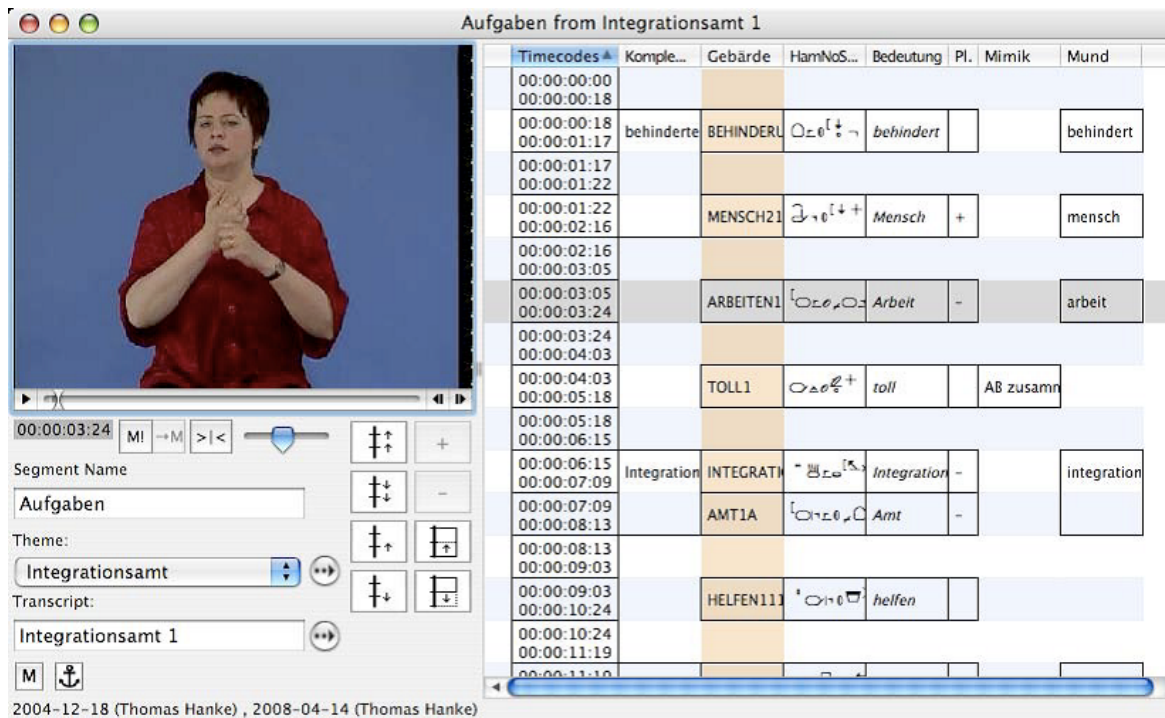 Aufgaben from Integrationsamt 1
Timecodes Komple... Gebärde HamNoS... Bedeutung Pl. Mimik Mund
00:00:00:00
00:00:00:18
00:00:00:18
00:00:01:17
behinderte BEHINDERU behindert behindert
00:00:01:17
00:00:01:22
00:00:01:22
00:00:02:16
MENSCH21 Mensch + mensch
00:00:02:16
00:00:03:05
00:00:03:05
00:00:03:24
ARBEITEN1 Arbeit - arbeit
00:00:03:24
00:00:04:03
00:00:04:03
00:00:05:18
TOLL1 toll AB zusamm
00:00:05:18
00:00:06:15
00:00:06:15
00:00:07:09
Integration INTEGRATI Integration - integration
00:00:07:09
00:00:08:13
AMT1A Amt -
00:00:08:13
00:00:09:03
00:00:09:03
00:00:10:24
HELFEN111 helfen
00:00:10:24
00:00:11:19
00:00:11:19
00:00:03:24 M! →M >|<
+
Segment Name
Aufgaben
-
Theme:
Integrationsamt
Transcript:
Integrationsamt 1
M
2004-12-18 (Thomas Hanke) , 2008-04-14 (Thomas Hanke)